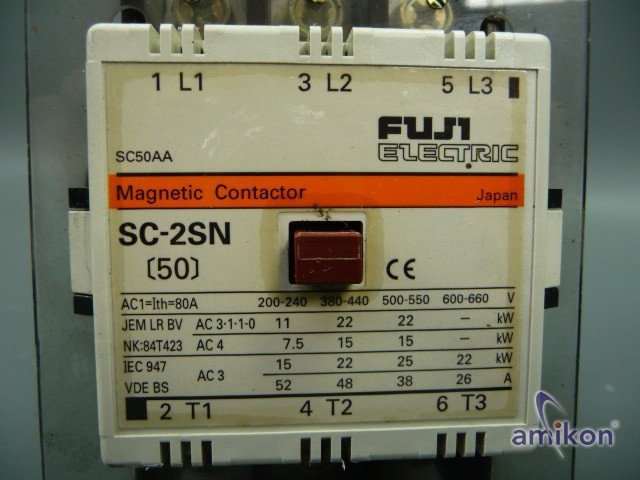 1 L1 3 L2 5 L3
FUJI
ELECTRIC
SC50AA
Magnetic Contactor Japan
SC-2SN
(50)
CE
AC1=Ith=80A 200-240 380-440 500-550 600-660 V
JEM LR BV AC 3·1·1-0 11 22 22 – kW
NK:84T423 AC 4 7.5 15 15 – kW
IEC 947 AC 3 15 22 25 22 kW
VDE BS 52 48 38 26 A
2 T1 4 T2 6 T3
amikon®